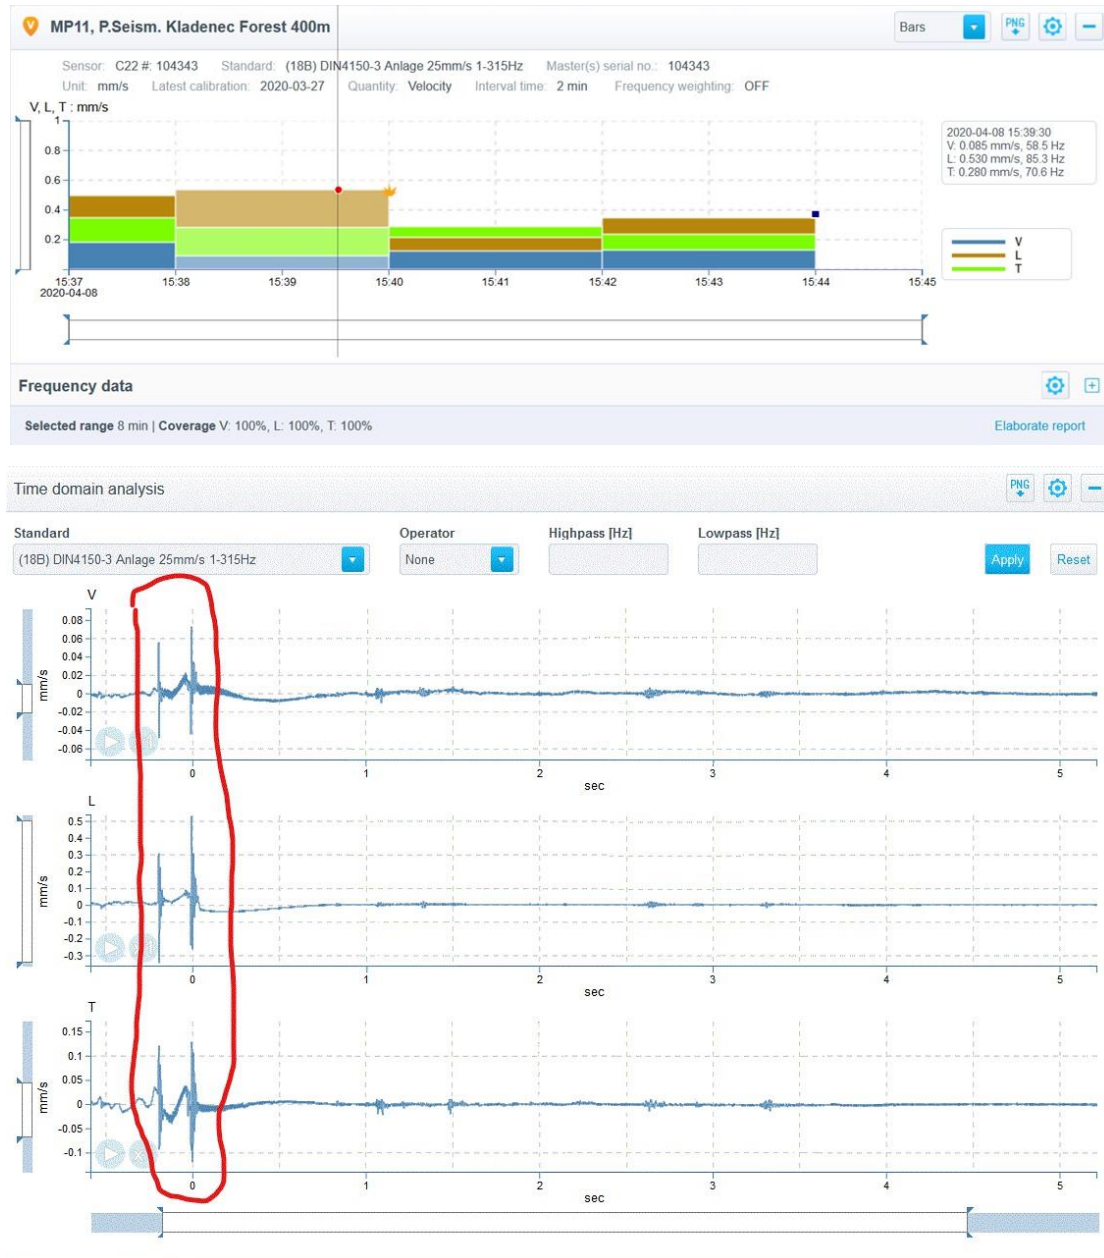 MP11, P.Seism. Kladenec Forest 400m
Bars
PNG
Sensor: C22 #: 104343 Standard: (18B) DIN4150-3 Anlage 25mm/s 1-315Hz Master(s) serial no.: 104343
Unit: mm/s Latest calibration: 2020-03-27 Quantity: Velocity Interval time: 2 min Frequency weighting: OFF
V, L, T : mm/s
1
0.8
0.6
0.4
0.2
15:37 15:38 15:39 15:40 15:41 15:42 15:43 15:44 15:45
2020-04-08
2020-04-08 15:39:30
V: 0.085 mm/s, 58.5 Hz
L: 0.530 mm/s, 85.3 Hz
T: 0.280 mm/s, 70.6 Hz
V
L
T
Frequency data
Selected range 8 min | Coverage V: 100%, L: 100%, T: 100%
Elaborate report
Time domain analysis
PNG
Standard Operator Highpass [Hz] Lowpass [Hz]
(18B) DIN4150-3 Anlage 25mm/s 1-315Hz None Apply Reset
V
0.08
0.06
0.04
0.02
0
-0.02
-0.04
-0.06
mm/s
0 1 2 3 4 5
sec
L
0.5
0.4
0.3
0.2
0.1
0
-0.1
-0.2
-0.3
mm/s
0 1 2 3 4 5
sec
T
0.15
0.1
0.05
0
-0.05
-0.1
mm/s
0 1 2 3 4 5
sec